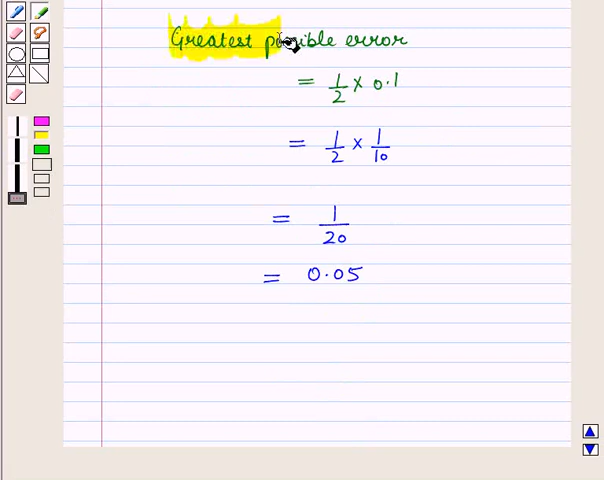 Greatest possible error
= 1/2 × 0.1
= 1/2 × 1/10
= 1/20
= 0.05